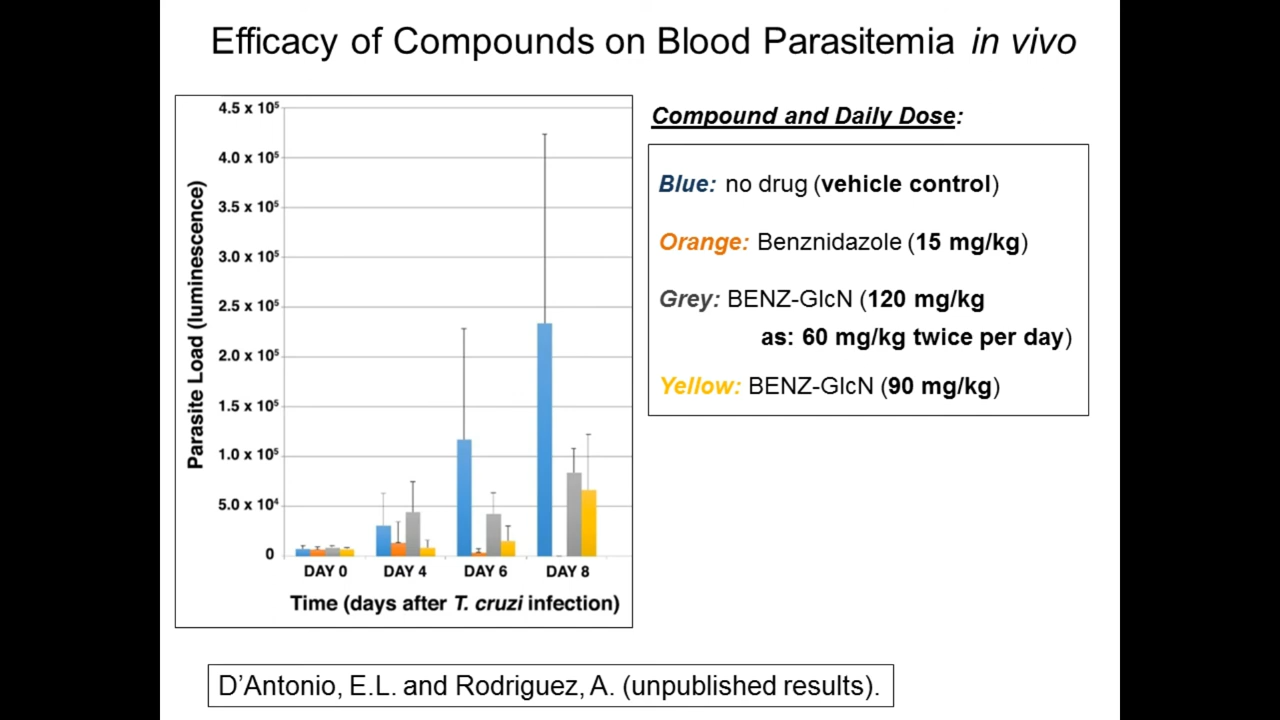 Efficacy of Compounds on Blood Parasitemia in vivo
4.5 x 10⁵
4.0 x 10⁵
3.5 x 10⁵
3.0 x 10⁵
2.5 x 10⁵
2.0 x 10⁵
1.5 x 10⁵
1.0 x 10⁵
5.0 x 10⁴
0
Parasite Load (luminescence)
DAY 0 DAY 4 DAY 6 DAY 8
Time (days after T. cruzi infection)
Compound and Daily Dose:
Blue: no drug (vehicle control)
Orange: Benznidazole (15 mg/kg)
Grey: BENZ-GlcN (120 mg/kg
as: 60 mg/kg twice per day)
Yellow: BENZ-GlcN (90 mg/kg)
D'Antonio, E.L. and Rodriguez, A. (unpublished results).